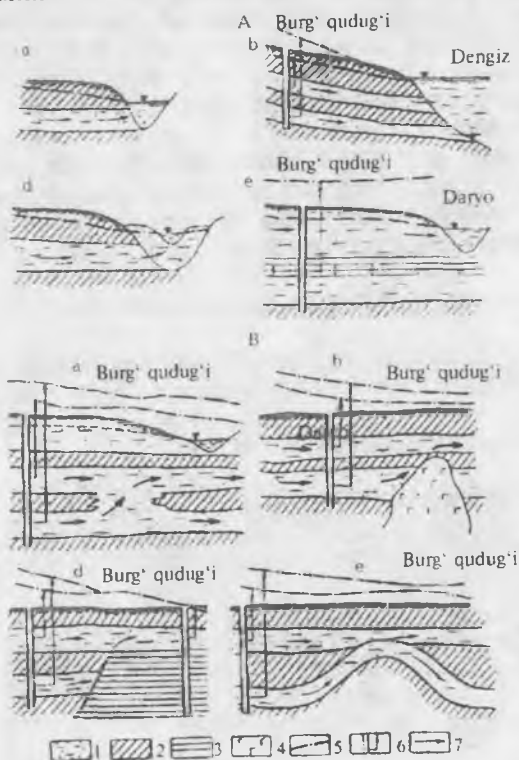 A
a
Burg‘ qudug‘i
b
Dengiz
Burg‘ qudug‘i
d
e
Daryo
B
a Burg‘ qudug‘i
b
Burg‘ qudug‘i
d Burg‘ qudug‘i
Burg‘ qudug‘i
e
1 2 3 4 5 6 7